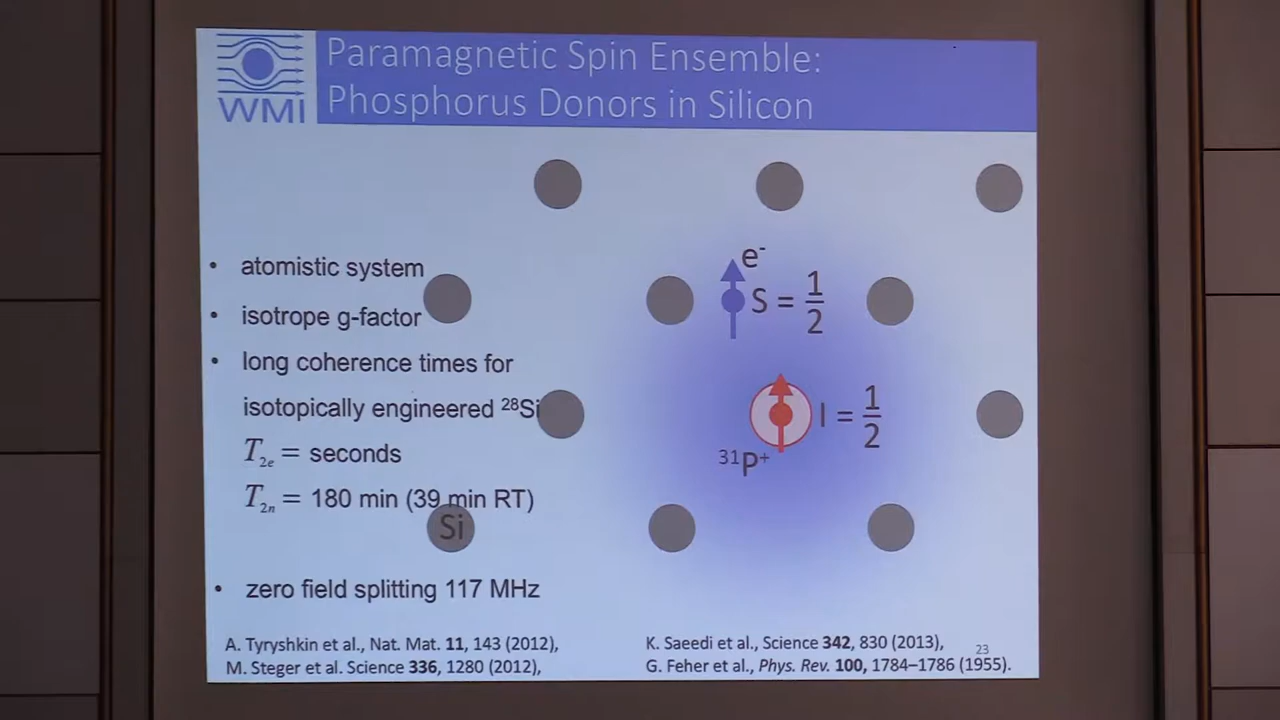 WMI
Paramagnetic Spin Ensemble:
Phosphorus Donors in Silicon
• atomistic system
• isotrope g-factor
• long coherence times for
isotopically engineered ²⁸Si
T₂ₑ = seconds
T₂ₙ = 180 min (39 min RT)
Si
• zero field splitting 117 MHz
e⁻
S = 1/2
I = 1/2
³¹P⁺
A. Tyryshkin et al., Nat. Mat. 11, 143 (2012),
M. Steger et al. Science 336, 1280 (2012),
K. Saeedi et al., Science 342, 830 (2013),
G. Feher et al., Phys. Rev. 100, 1784–1786 (1955).
23